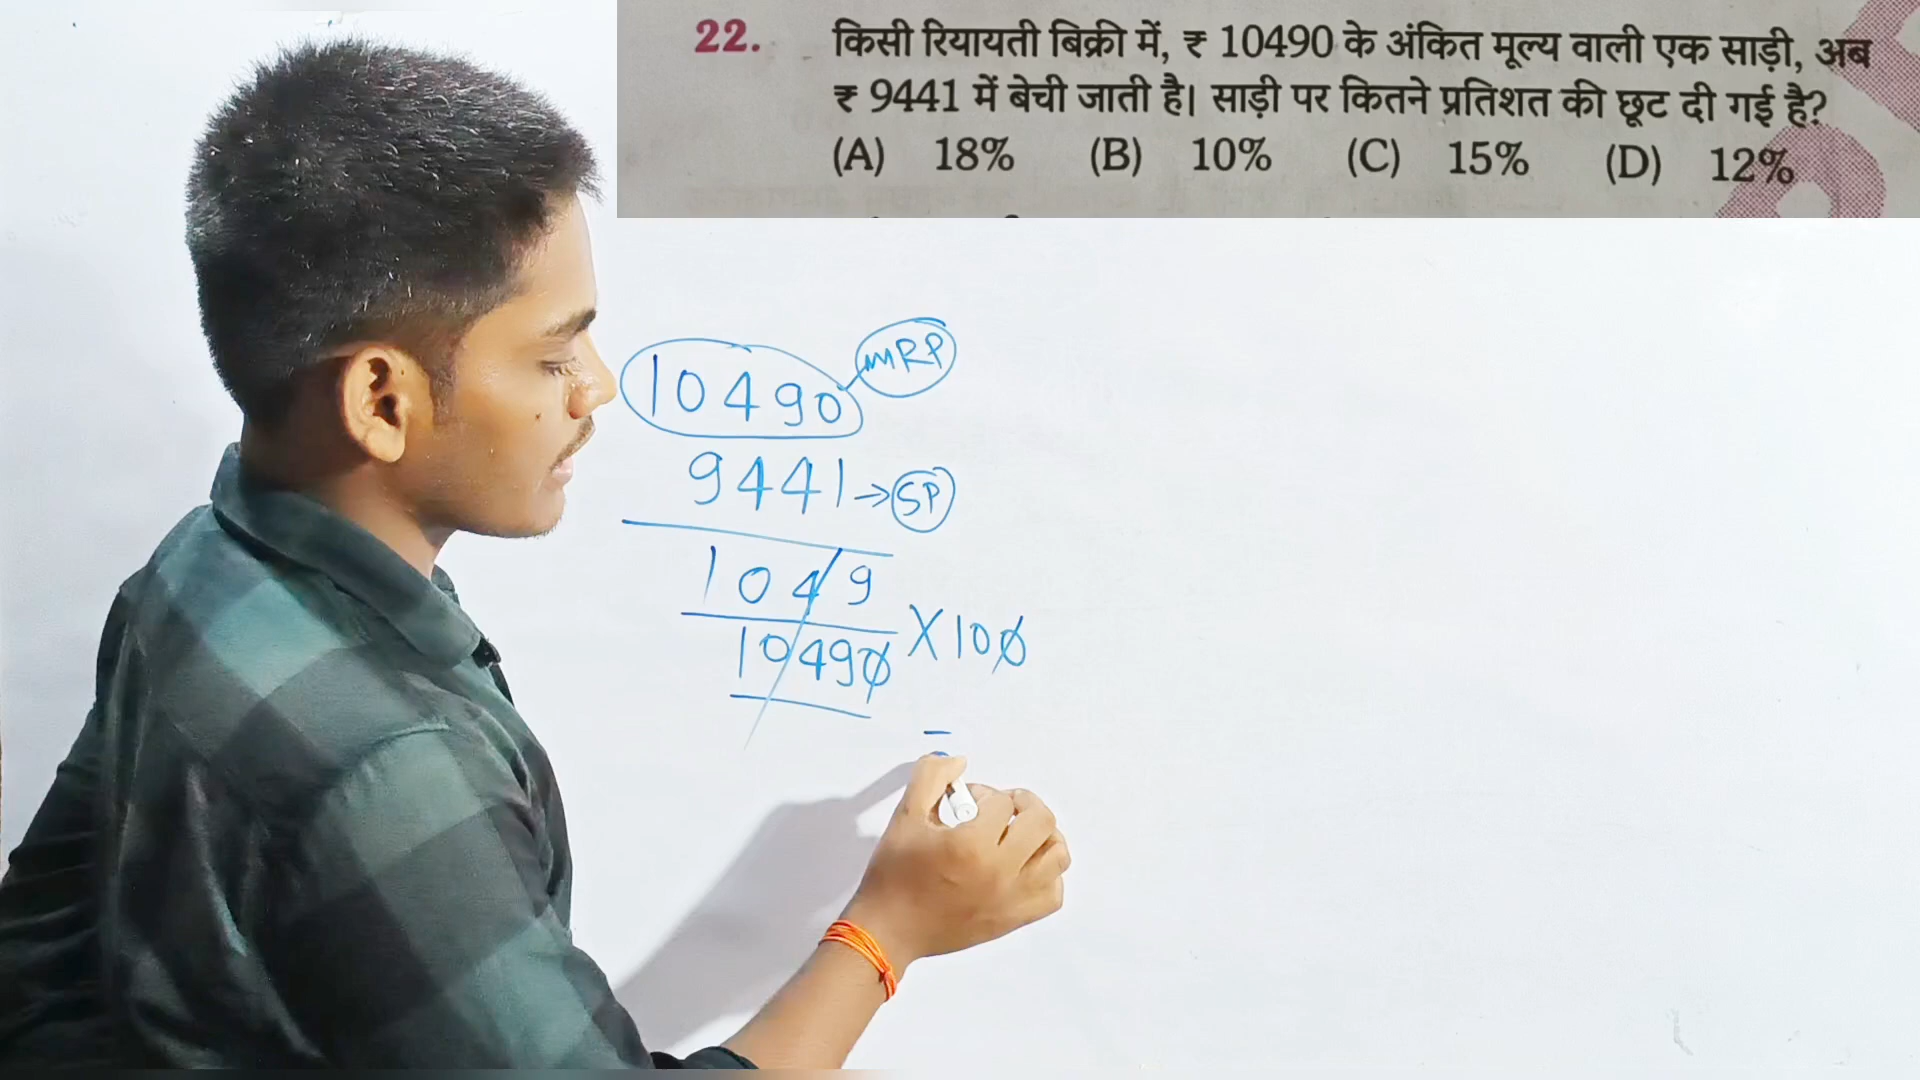 22. किसी रियायती बिक्री में, ₹ 10490 के अंकित मूल्य वाली एक साड़ी, अब
₹ 9441 में बेची जाती है। साड़ी पर कितने प्रतिशत की छूट दी गई है?
(A) 18% (B) 10% (C) 15% (D) 12%
10490 MRP
9441 → SP
1049
10490 X 100
=